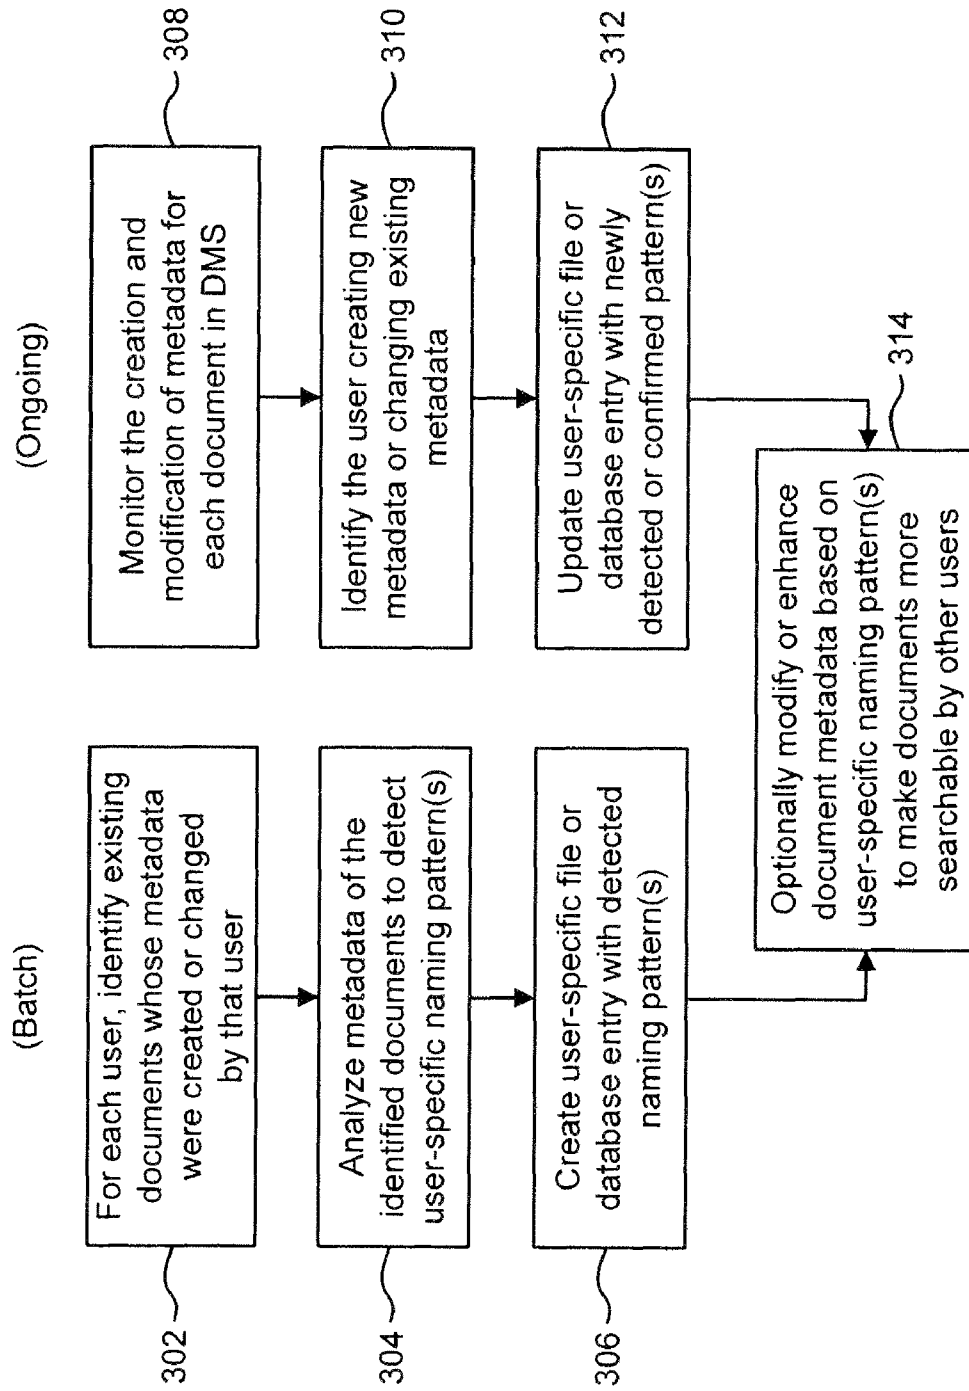 (Batch)
302
For each user, identify existing
documents whose metadata
were created or changed
by that user
304
Analyze metadata of the
identified documents to detect
user-specific naming pattern(s)
306
Create user-specific file or
database entry with detected
naming pattern(s)
(Ongoing)
308
Monitor the creation and
modification of metadata for
each document in DMS
310
Identify the user creating new
metadata or changing existing
metadata
312
Update user-specific file or
database entry with newly
detected or confirmed pattern(s)
314
Optionally modify or enhance
document metadata based on
user-specific naming pattern(s)
to make documents more
searchable by other users